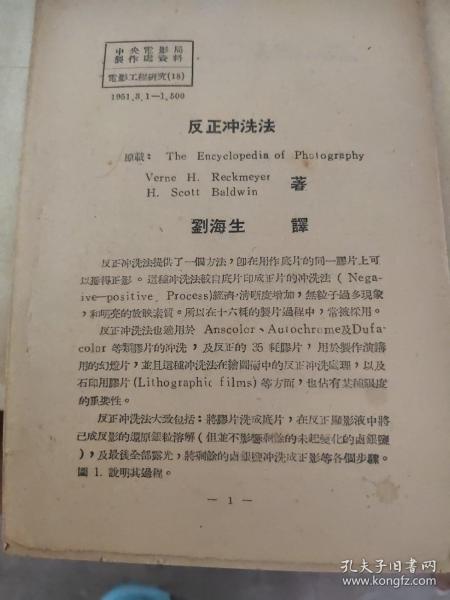 中央電影局
製作處資料
電影工程研究(18)
1951.8.1—1.500
反正冲洗法
原載： The Encyclopedia of Photography
Verne H. Reckmeyer
H. Scott Baldwin
著
劉海生 譯
反正冲洗法提供了一個方法，卽在用作底片的同一膠片上可
以獲得正影。這種冲洗法較自底片印成正片的冲洗法（ Nega-
ive-positive Process)經濟，清晰度增加，無粒子過多現象
，和明亮的放映素質。所以在十六粍的製片過程中，常被採用。
反正冲洗法也適用於 Anscolor、Autochrome及Dufa-
color 等類膠片的冲洗，及反正的 35 粍膠片，用於製作演講
用的幻燈片，並且這種冲洗法在繪圖術中的反正冲洗處理，以及
石印用膠片(Lithographic films) 等方面，也佔有某種限度
的重要性。
反正冲洗法大致包括：將膠片洗成底片，在反正顯影液中將
已成反影的還原銀粒溶解（但並不影響剩餘的未起變化的鹵銀鹽
），及最後全部露光，將剩餘的鹵銀鹽冲洗成正影等各個步驟。
圖 1. 說明其過程。
— 1 —
孔夫子旧书网
www.kongfz.com